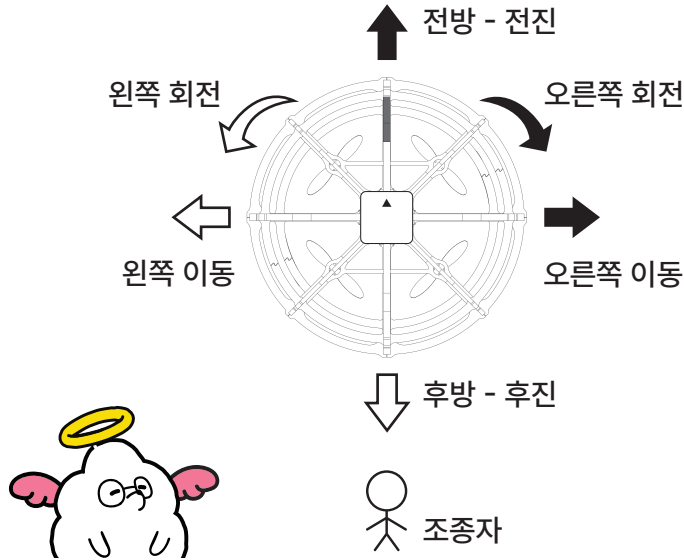 전방 - 전진
왼쪽 회전
오른쪽 회전
왼쪽 이동
오른쪽 이동
후방 - 후진
조종자